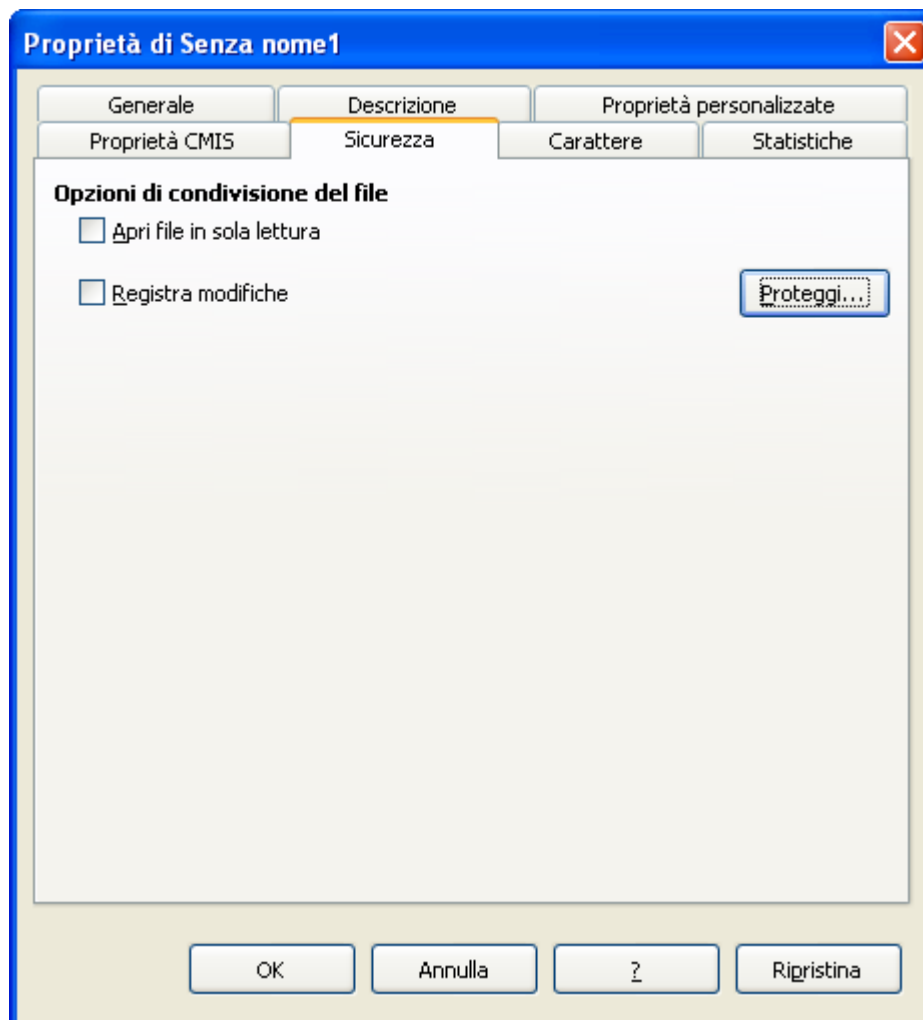 Proprietà di Senza nome1
Generale Descrizione Proprietà personalizzate
Proprietà CMIS Sicurezza Carattere Statistiche
Opzioni di condivisione del file
Apri file in sola lettura
Registra modifiche Proteggi...
OK Annulla ? Ripristina